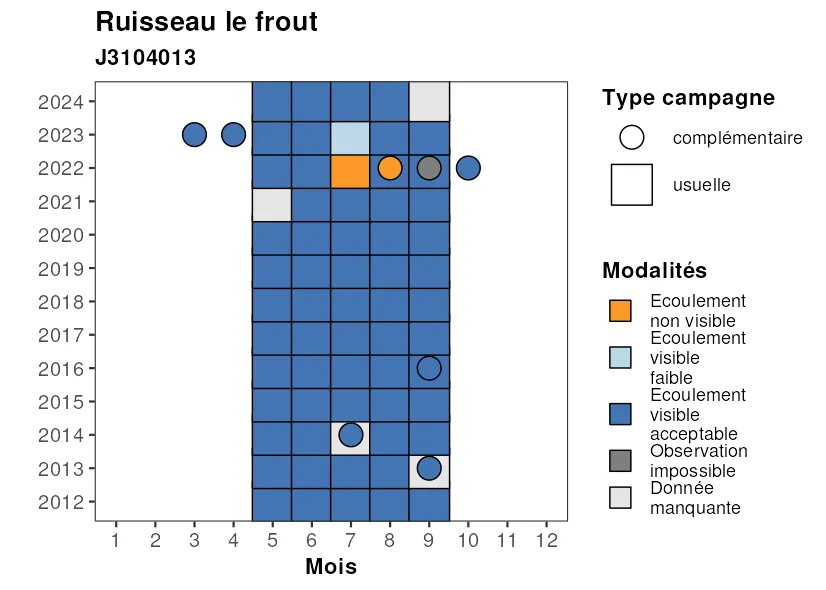 Ruisseau le frout
J3104013
2024
2023
2022
2021
2020
2019
2018
2017
2016
2015
2014
2013
2012
1 2 3 4 5 6 7 8 9 10 11 12
Mois
Type campagne
complémentaire
usuelle
Modalités
Ecoulement
non visible
Ecoulement
visible
faible
Ecoulement
visible
acceptable
Observation
impossible
Donnée
manquante